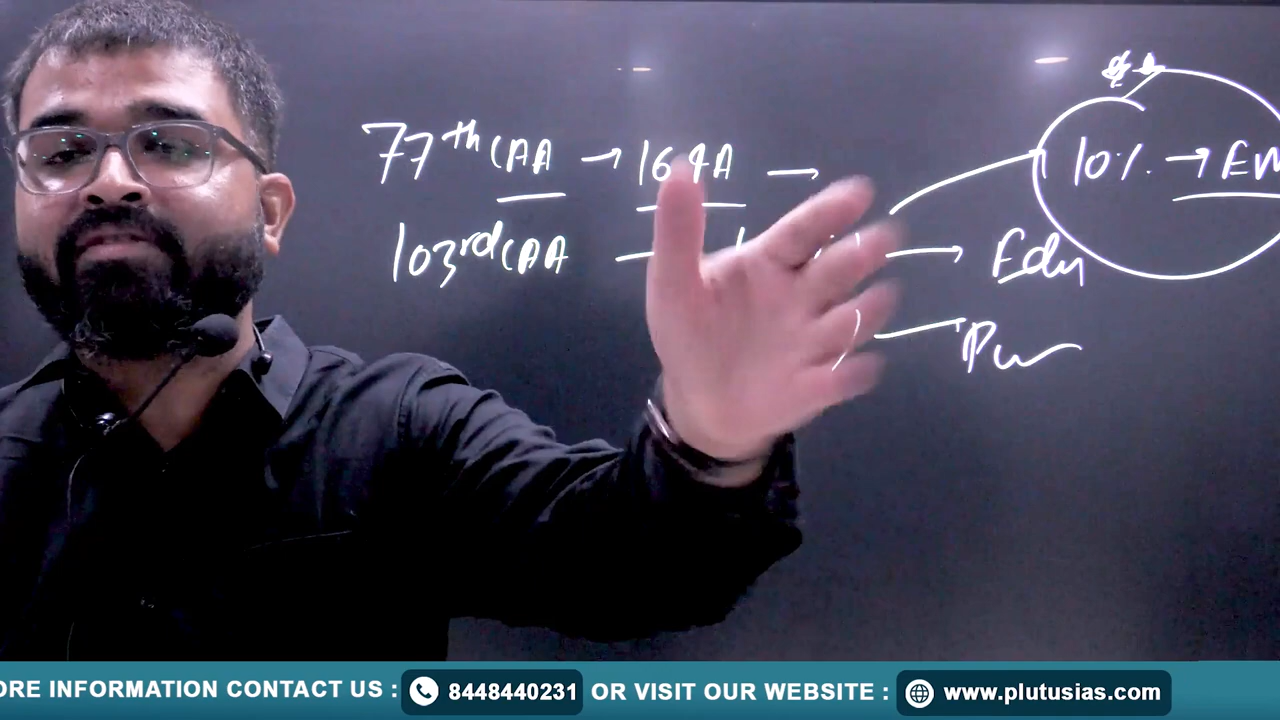 77th CAA → 164A →
10% → EW
103rd CAA —
→ Edu
ORE INFORMATION CONTACT US : 8448440231 OR VISIT OUR WEBSITE : www.plutusias.com